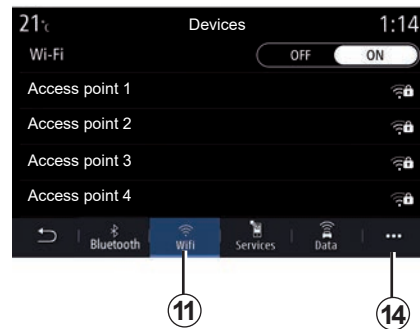 21°c Devices 1:14
Wi-Fi OFF ON
Access point 1
Access point 2
Access point 3
Access point 4
Bluetooth Wifi Services Data ...
11 14